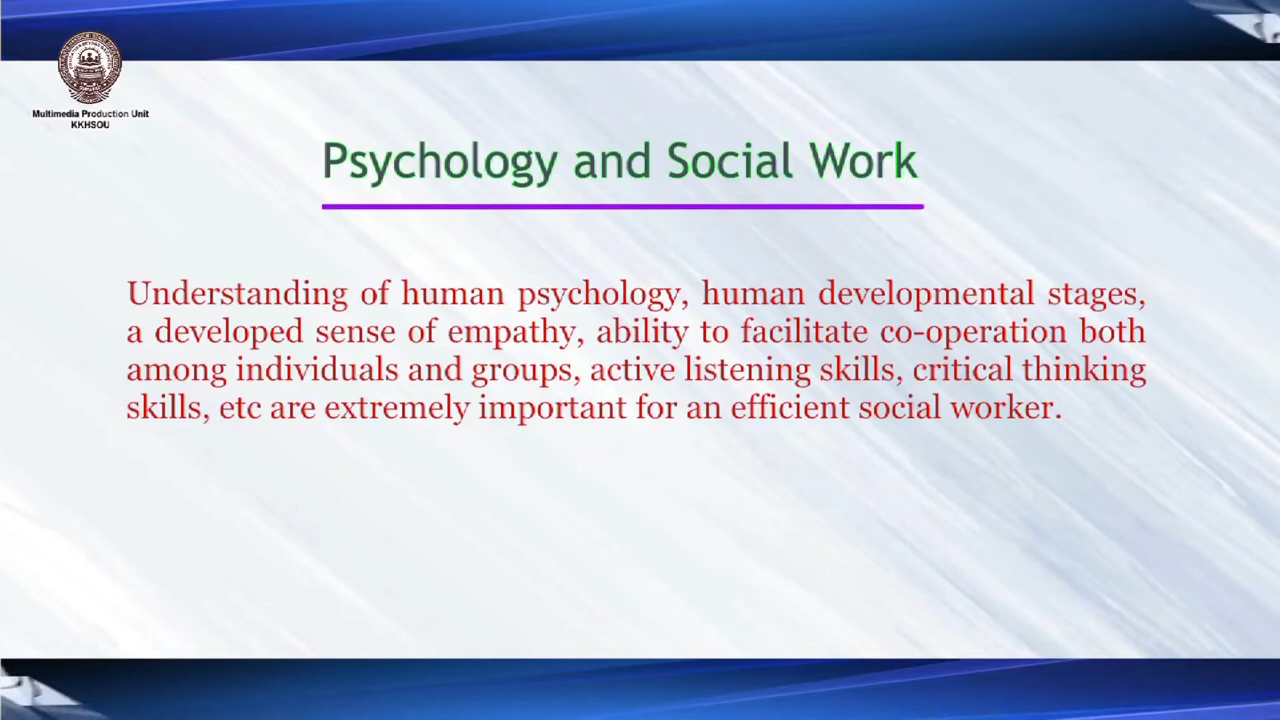 Multimedia Production Unit
KKHSOU
Psychology and Social Work
Understanding of human psychology, human developmental stages,
a developed sense of empathy, ability to facilitate co-operation both
among individuals and groups, active listening skills, critical thinking
skills, etc are extremely important for an efficient social worker.